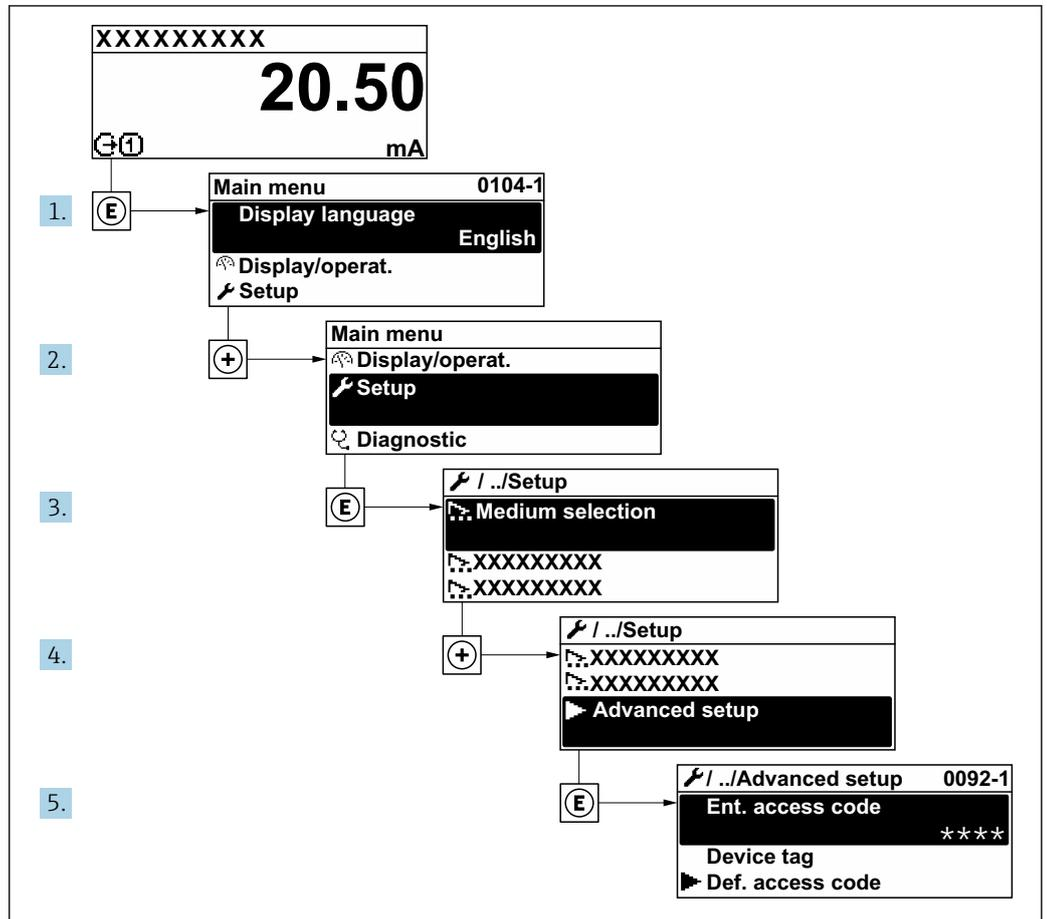 XXXXXXXXX
20.50
mA
1.
E
Main menu 0104-1
Display language
English
Display/operat.
Setup
2.
+
Main menu
Display/operat.
Setup
Diagnostic
3.
E
/ ../Setup
Medium selection
XXXXXXXXX
XXXXXXXXX
4.
+
/ ../Setup
XXXXXXXXX
XXXXXXXXX
Advanced setup
5.
E
/ ../Advanced setup 0092-1
Ent. access code
****
Device tag
Def. access code